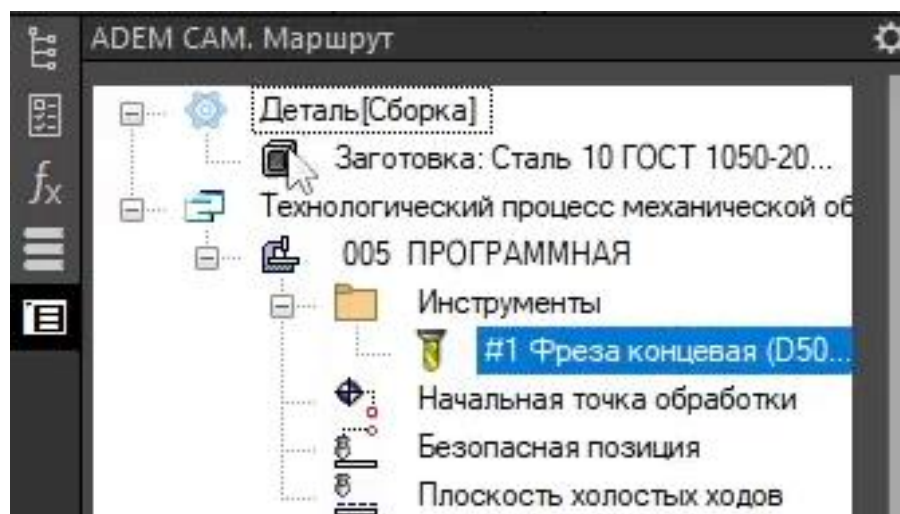 ADEM CAM. Маршрут
Деталь[Сборка]
Заготовка: Сталь 10 ГОСТ 1050-20...
fx
Технологический процесс механической об
005 ПРОГРАММНАЯ
Инструменты
#1 Фреза концевая (D50...
Начальная точка обработки
Безопасная позиция
Плоскость холостых ходов